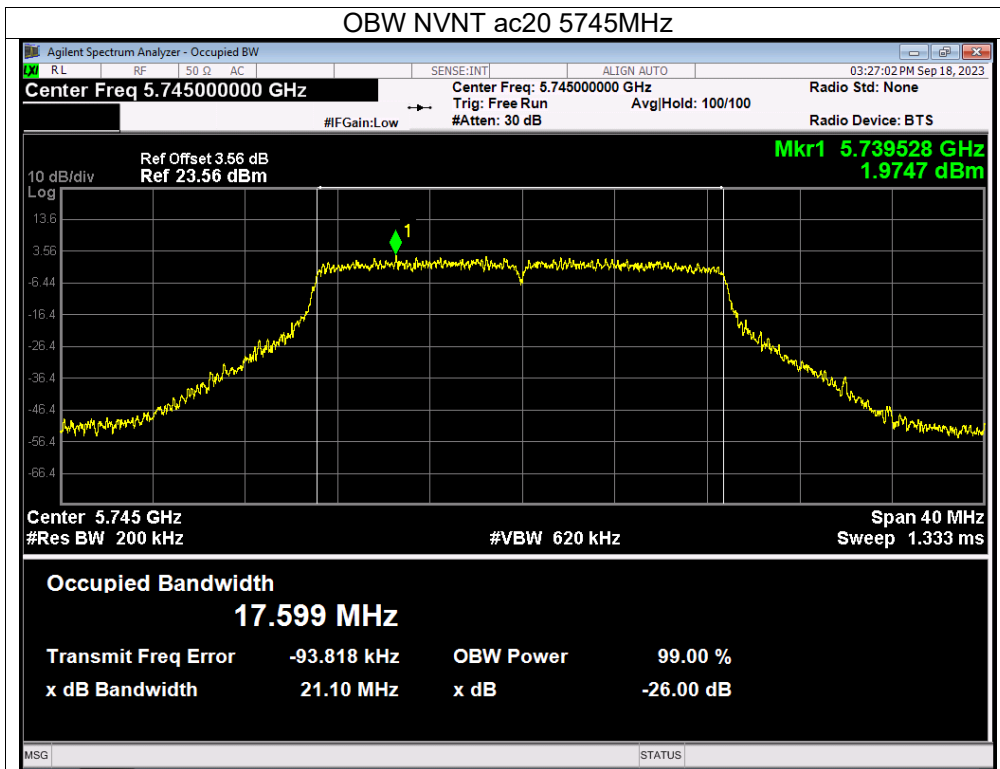 OBW NVNT ac20 5745MHz
Agilent Spectrum Analyzer - Occupied BW
LXI RL RF 50 Ω AC SENSE:INT ALIGN AUTO 03:27:02 PM Sep 18, 2023
Center Freq 5.745000000 GHz Center Freq: 5.745000000 GHz Radio Std: None
Trig: Free Run Avg|Hold: 100/100
#IFGain:Low #Atten: 30 dB Radio Device: BTS
Mkr1 5.739528 GHz
Ref Offset 3.56 dB
10 dB/div Ref 23.56 dBm 1.9747 dBm
Log
13.6
1
3.56
-6.44
-16.4
-26.4
-36.4
-46.4
-56.4
-66.4
Center 5.745 GHz Span 40 MHz
#Res BW 200 kHz #VBW 620 kHz Sweep 1.333 ms
Occupied Bandwidth
17.599 MHz
Transmit Freq Error -93.818 kHz OBW Power 99.00 %
x dB Bandwidth 21.10 MHz x dB -26.00 dB
MSG STATUS